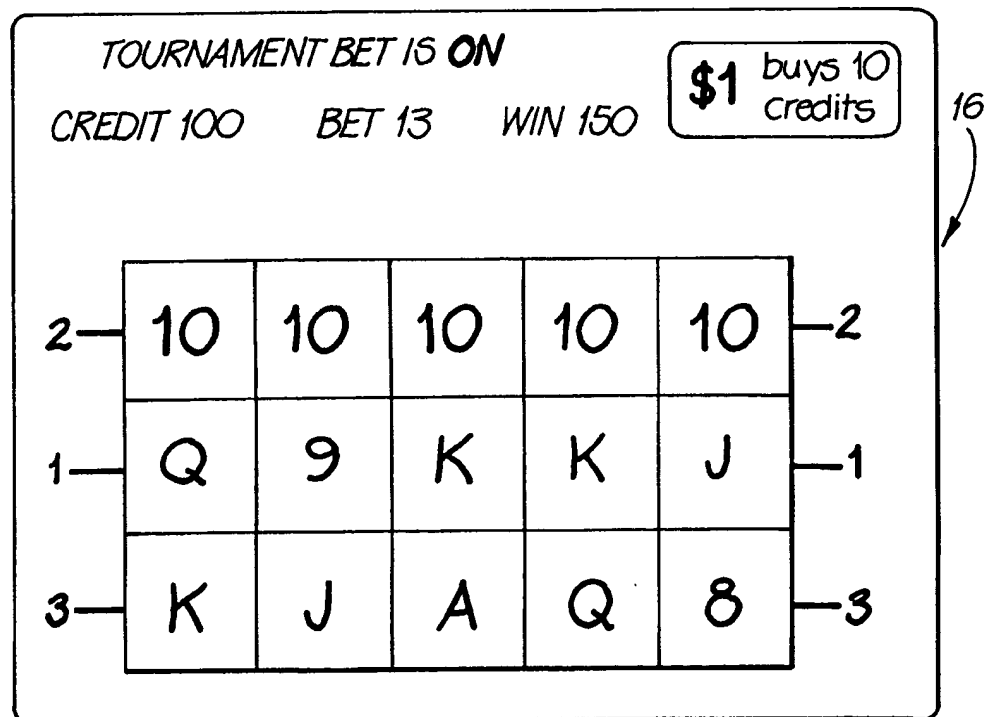 TOURNAMENT BET IS ON
$1 buys 10
credits
CREDIT 100 BET 13 WIN 150
16
2 10 10 10 10 10 2
1 Q 9 K K J 1
3 K J A Q 8 3